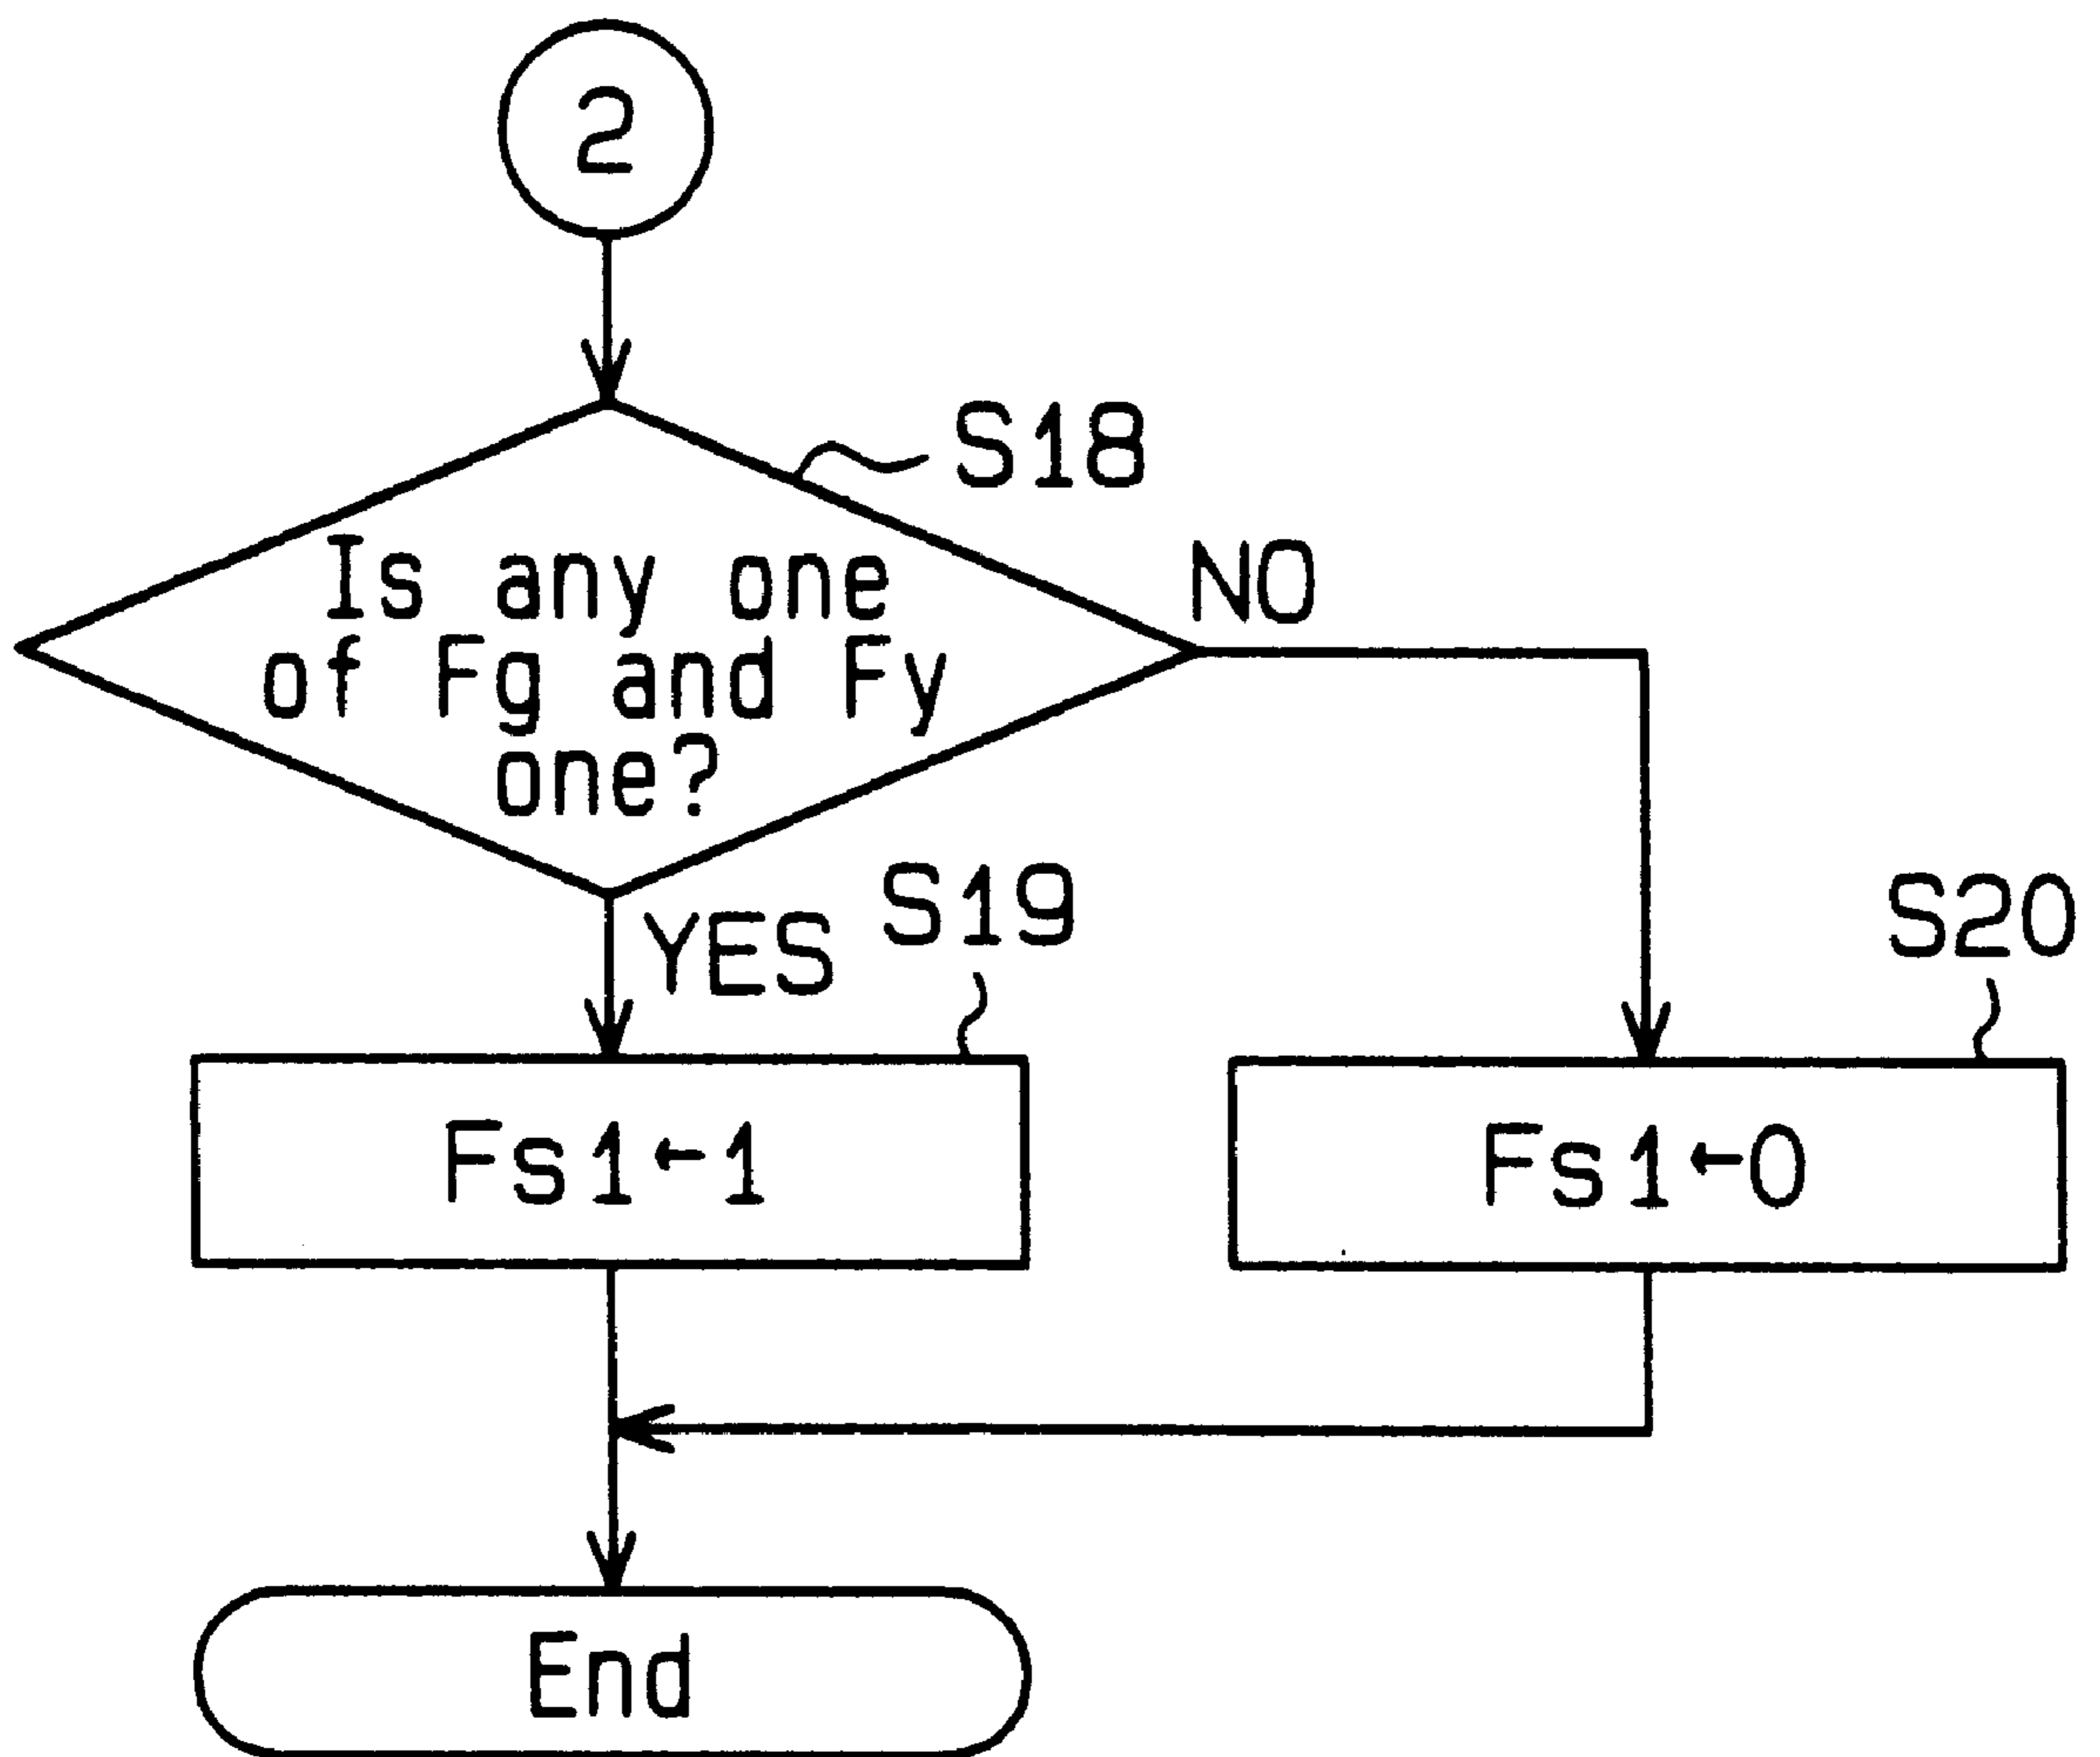 2
S18
Is any one
of Fg and Fy
one?
NO
YES
S19
S20
Fs1←1
Fs1←0
End